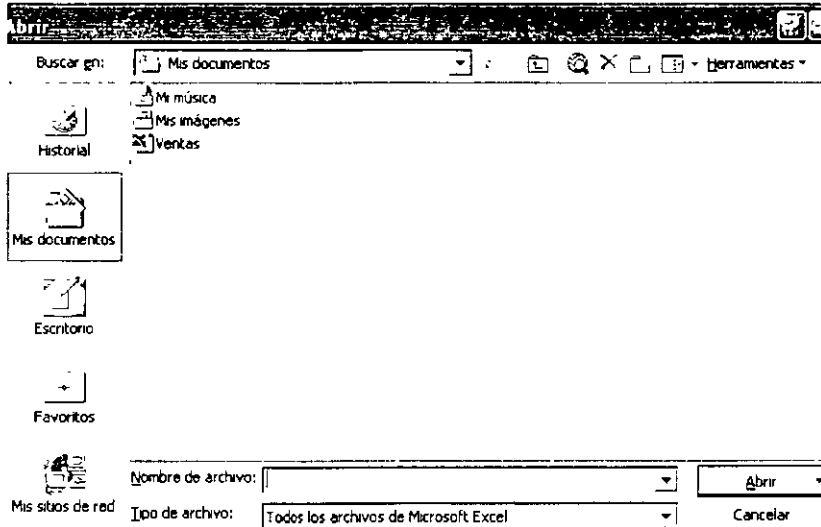 Abrir
Buscar en: Mis documentos Herramientas
Mi música
Mis imágenes
Ventas
Historial
Mis documentos
Escritorio
Favoritos
Mis sitios de red
Nombre de archivo: Abrir
Tipo de archivo: Todos los archivos de Microsoft Excel Cancelar